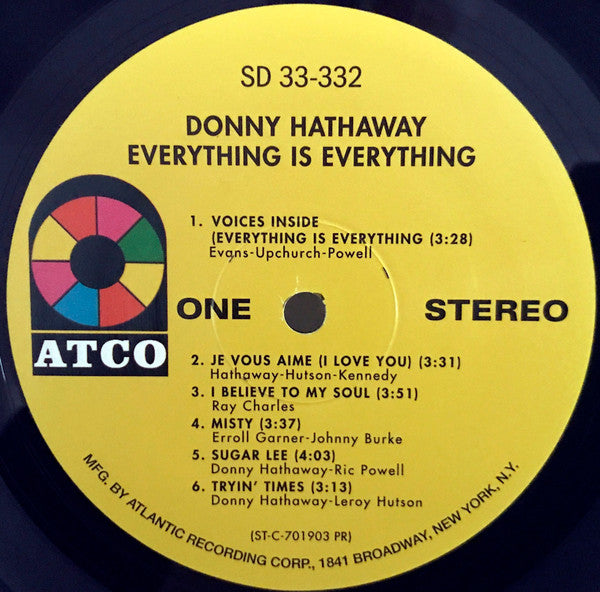 SD 33-332
DONNY HATHAWAY
EVERYTHING IS EVERYTHING
1. VOICES INSIDE
(EVERYTHING IS EVERYTHING (3:28)
Evans-Upchurch-Powell
ATCO
ONE
STEREO
2. JE VOUS AIME (I LOVE YOU) (3:31)
Hathaway-Hutson-Kennedy
3. I BELIEVE TO MY SOUL (3:51)
Ray Charles
4. MISTY (3:37)
Erroll Garner-Johnny Burke
5. SUGAR LEE (4:03)
Donny Hathaway-Ric Powell
6. TRYIN' TIMES (3:13)
Donny Hathaway-Leroy Hutson
(ST-C-701903 PR)
MFG. BY ATLANTIC RECORDING CORP., 1841 BROADWAY, NEW YORK, N.Y.